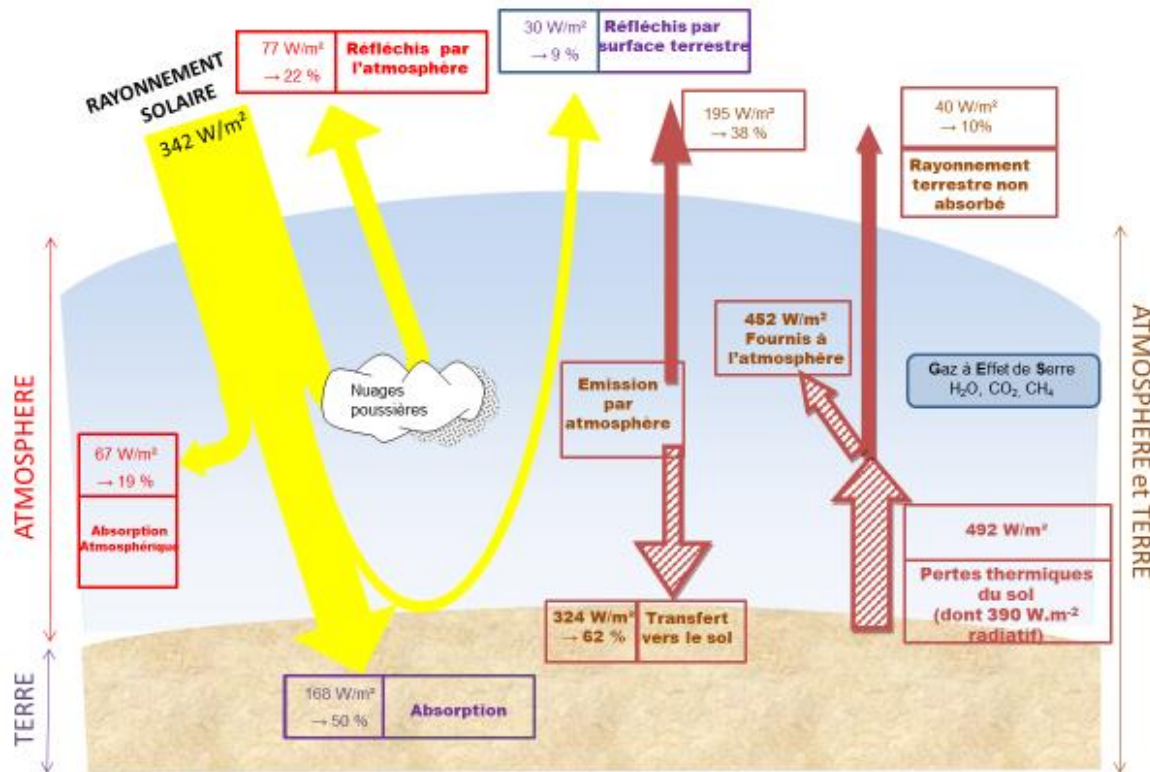 77 W/m²
→ 22 %
Réfléchis par
l'atmosphère
30 W/m²
→ 9 %
Réfléchis par
surface terrestre
RAYONNEMENT
SOLAIRE
342 W/m²
195 W/m²
→ 38 %
40 W/m²
→ 10%
Rayonnement
terrestre non
absorbé
452 W/m²
Fournis à
l'atmosphère
Gaz à Effet de Serre
H₂O, CO₂, CH₄
Nuages
poussières
Emission
par
atmosphère
67 W/m²
→ 19 %
Absorption
Atmosphérique
492 W/m²
Pertes thermiques
du sol
(dont 390 W.m⁻²
radiatif)
324 W/m²
→ 62 %
Transfert
vers le sol
168 W/m²
→ 50 %
Absorption
ATMOSPHERE
TERRE
ATMOSPHERE et TERRE